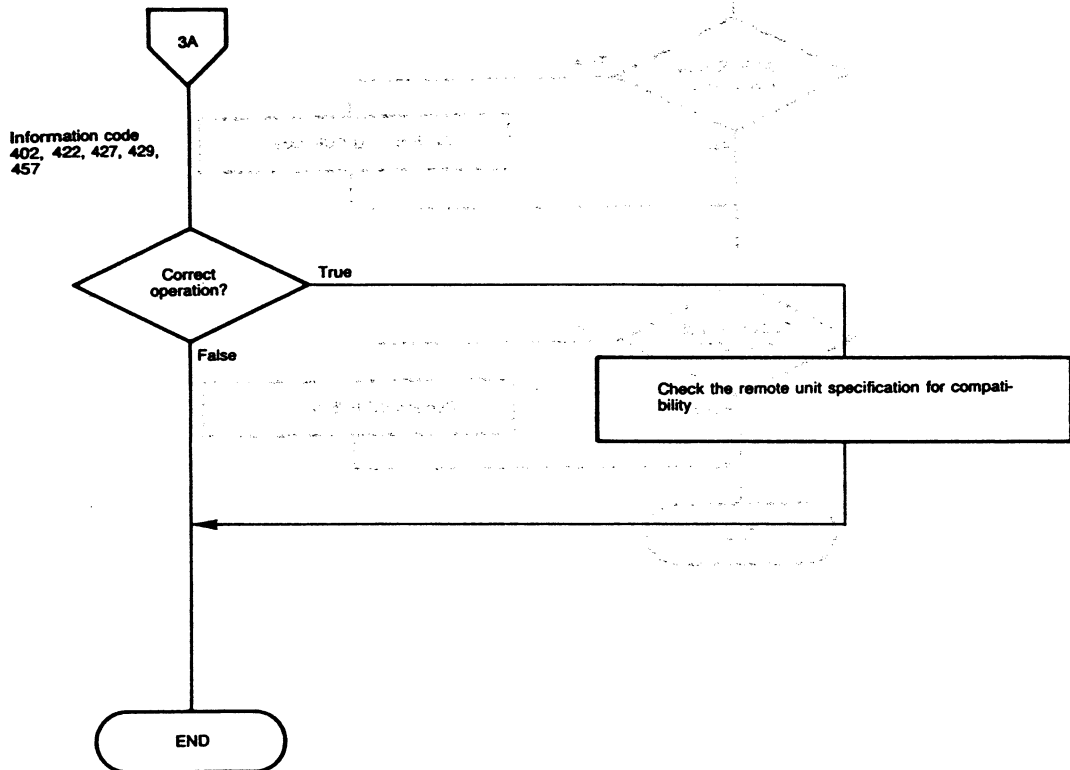 3A
Information code
402, 422, 427, 429,
457
Correct
operation?
True
False
Check the remote unit specification for compati-
bility
END